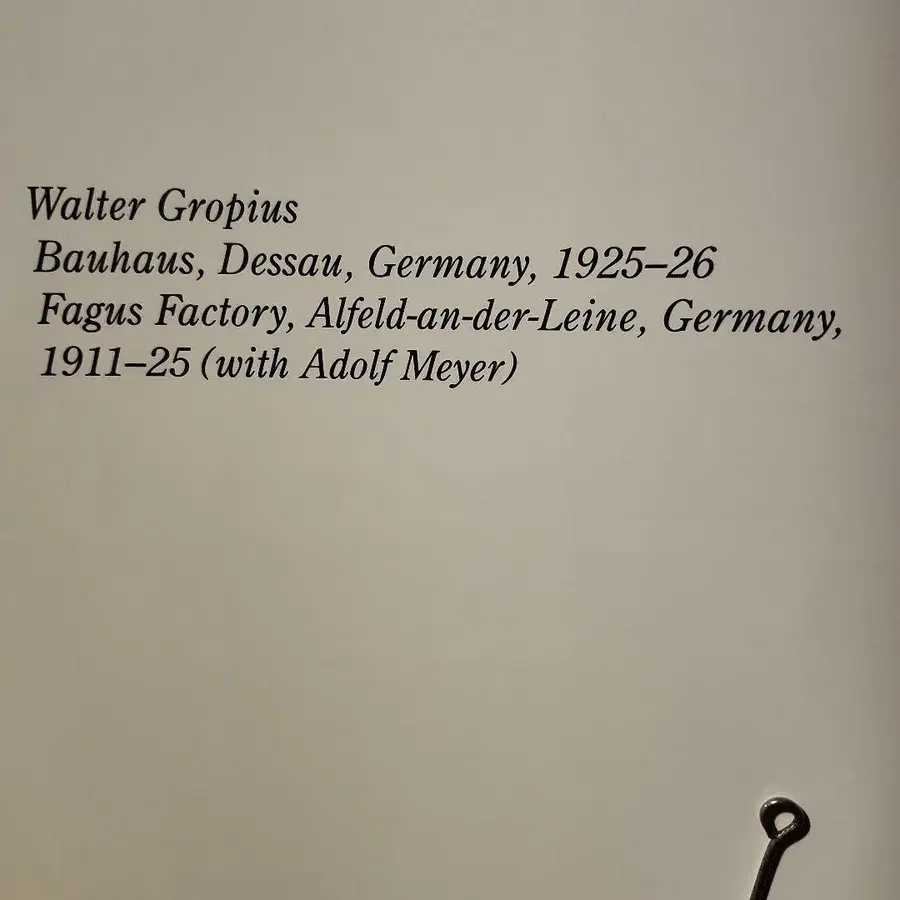 Walter Gropius
Bauhaus, Dessau, Germany, 1925–26
Fagus Factory, Alfeld-an-der-Leine, Germany,
1911–25 (with Adolf Meyer)